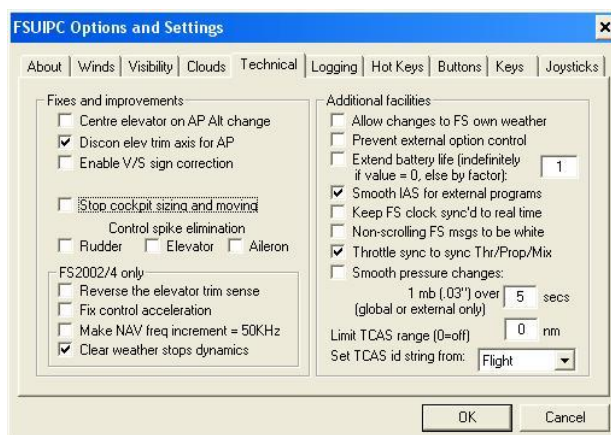 FSUIPC Options and Settings
About Winds Visibility Clouds Technical Logging Hot Keys Buttons Keys Joysticks
Fixes and improvements
Centre elevator on AP Alt change
Discon elev trim axis for AP
Enable V/S sign correction
Stop cockpit sizing and moving
Control spike elimination
Rudder Elevator Aileron
FS2002/4 only
Reverse the elevator trim sense
Fix control acceleration
Make NAV freq increment = 50KHz
Clear weather stops dynamics
Additional facilities
Allow changes to FS own weather
Prevent external option control
Extend battery life (indefinitely
if value = 0, else by factor): 1
Smooth IAS for external programs
Keep FS clock sync'd to real time
Non-scrolling FS msgs to be white
Throttle sync to sync Thr/Prop/Mix
Smooth pressure changes:
1 mb (.03'') over 5 secs
(global or external only)
Limit TCAS range (0=off) 0 nm
Set TCAS id string from: Flight
OK Cancel